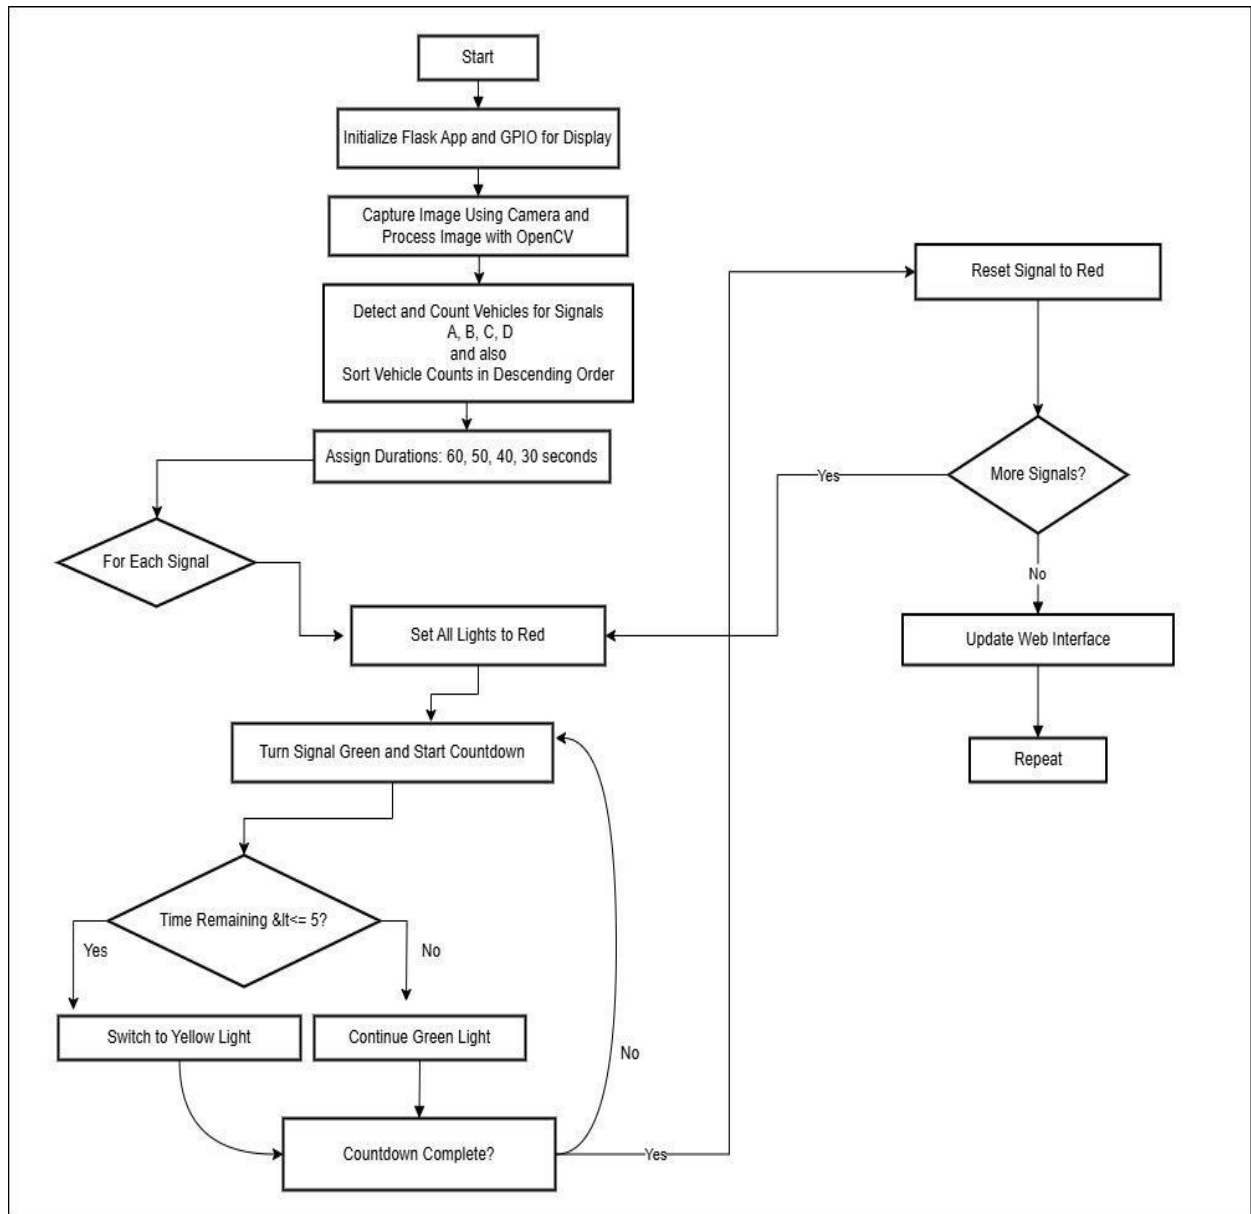 Start
Initialize Flask App and GPIO for Display
Capture Image Using Camera and
Process Image with OpenCV
Detect and Count Vehicles for Signals
A, B, C, D
and also
Sort Vehicle Counts in Descending Order
Assign Durations: 60, 50, 40, 30 seconds
For Each Signal
Set All Lights to Red
Turn Signal Green and Start Countdown
Time Remaining &lt<= 5?
Yes
No
Switch to Yellow Light
Continue Green Light
No
Countdown Complete?
Yes
Reset Signal to Red
More Signals?
Yes
No
Update Web Interface
Repeat